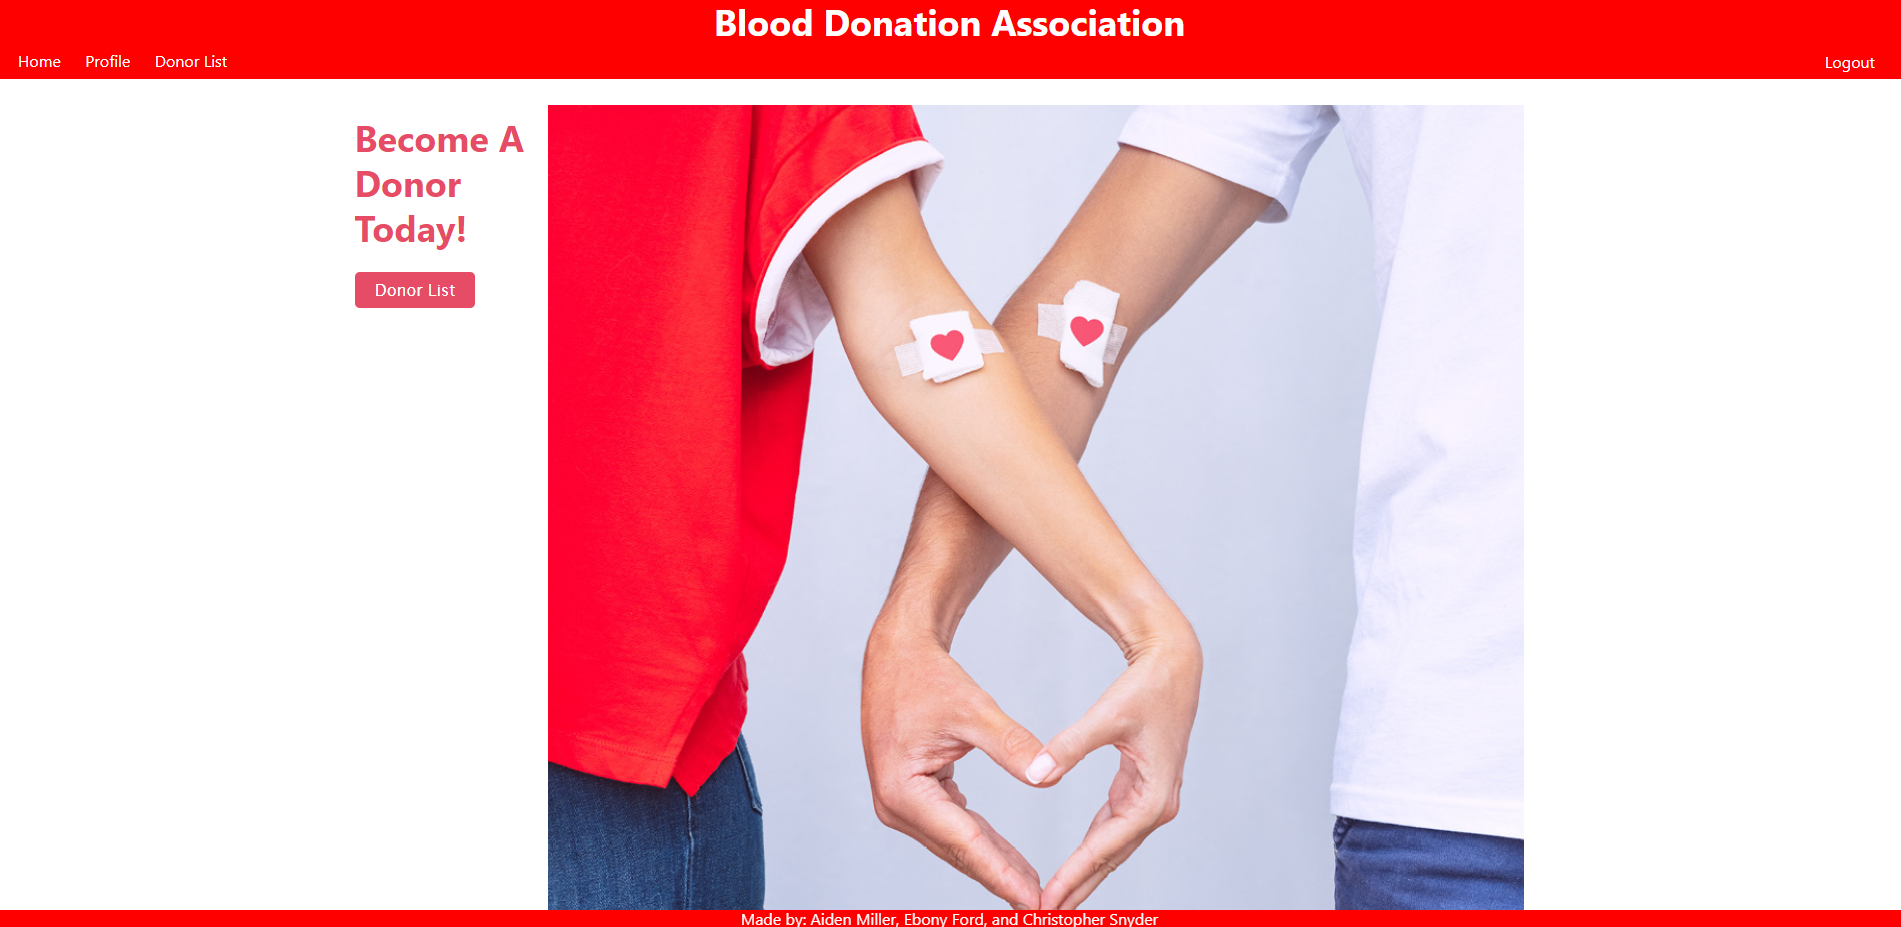 Blood Donation Association
Home Profile Donor List Logout
Become A
Donor
Today!
Donor List
Made by: Aiden Miller, Ebony Ford, and Christopher Snyder